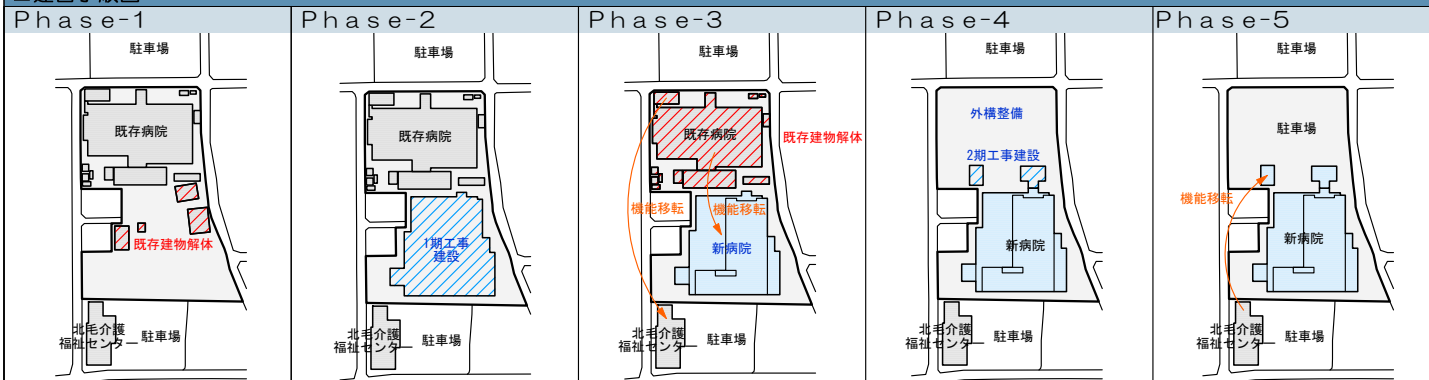 Phase-1
Phase-2
Phase-3
Phase-4
Phase-5
駐車場
既存病院
既存建物解体
北毛介護
福祉センター
駐車場
駐車場
既存病院
1期工事
建設
北毛介護
福祉センター
駐車場
駐車場
既存病院
既存建物解体
機能移転
機能移転
新病院
北毛介護
福祉センター
駐車場
駐車場
外構整備
2期工事建設
新病院
北毛介護
福祉センター
駐車場
駐車場
駐車場
機能移転
新病院
北毛介護
福祉センター
駐車場